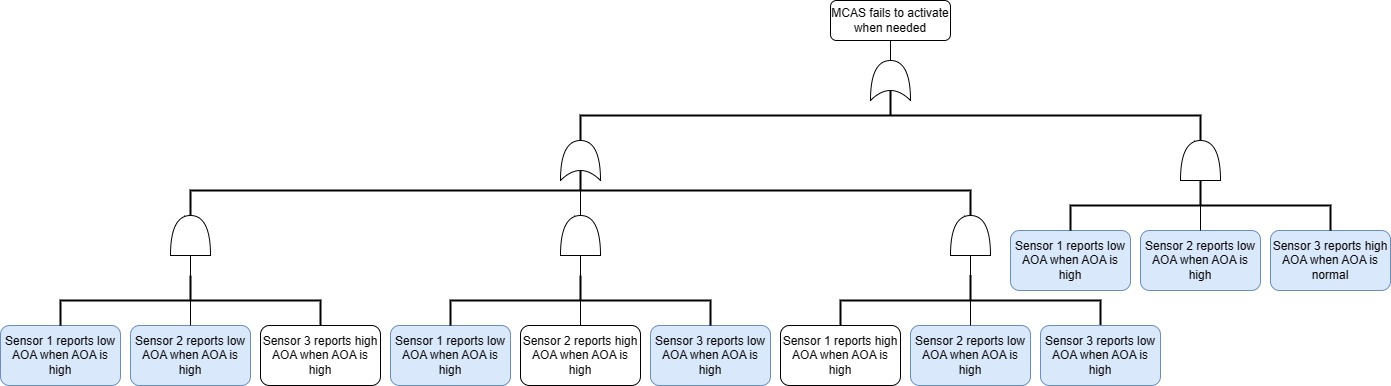 MCAS fails to activate
when needed
Sensor 1 reports low
AOA when AOA is
high
Sensor 2 reports low
AOA when AOA is
high
Sensor 3 reports high
AOA when AOA is
normal
Sensor 1 reports low
AOA when AOA is
high
Sensor 2 reports low
AOA when AOA is
high
Sensor 3 reports high
AOA when AOA is
high
Sensor 1 reports low
AOA when AOA is
high
Sensor 2 reports high
AOA when AOA is
high
Sensor 3 reports low
AOA when AOA is
high
Sensor 1 reports high
AOA when AOA is
high
Sensor 2 reports low
AOA when AOA is
high
Sensor 3 reports low
AOA when AOA is
high